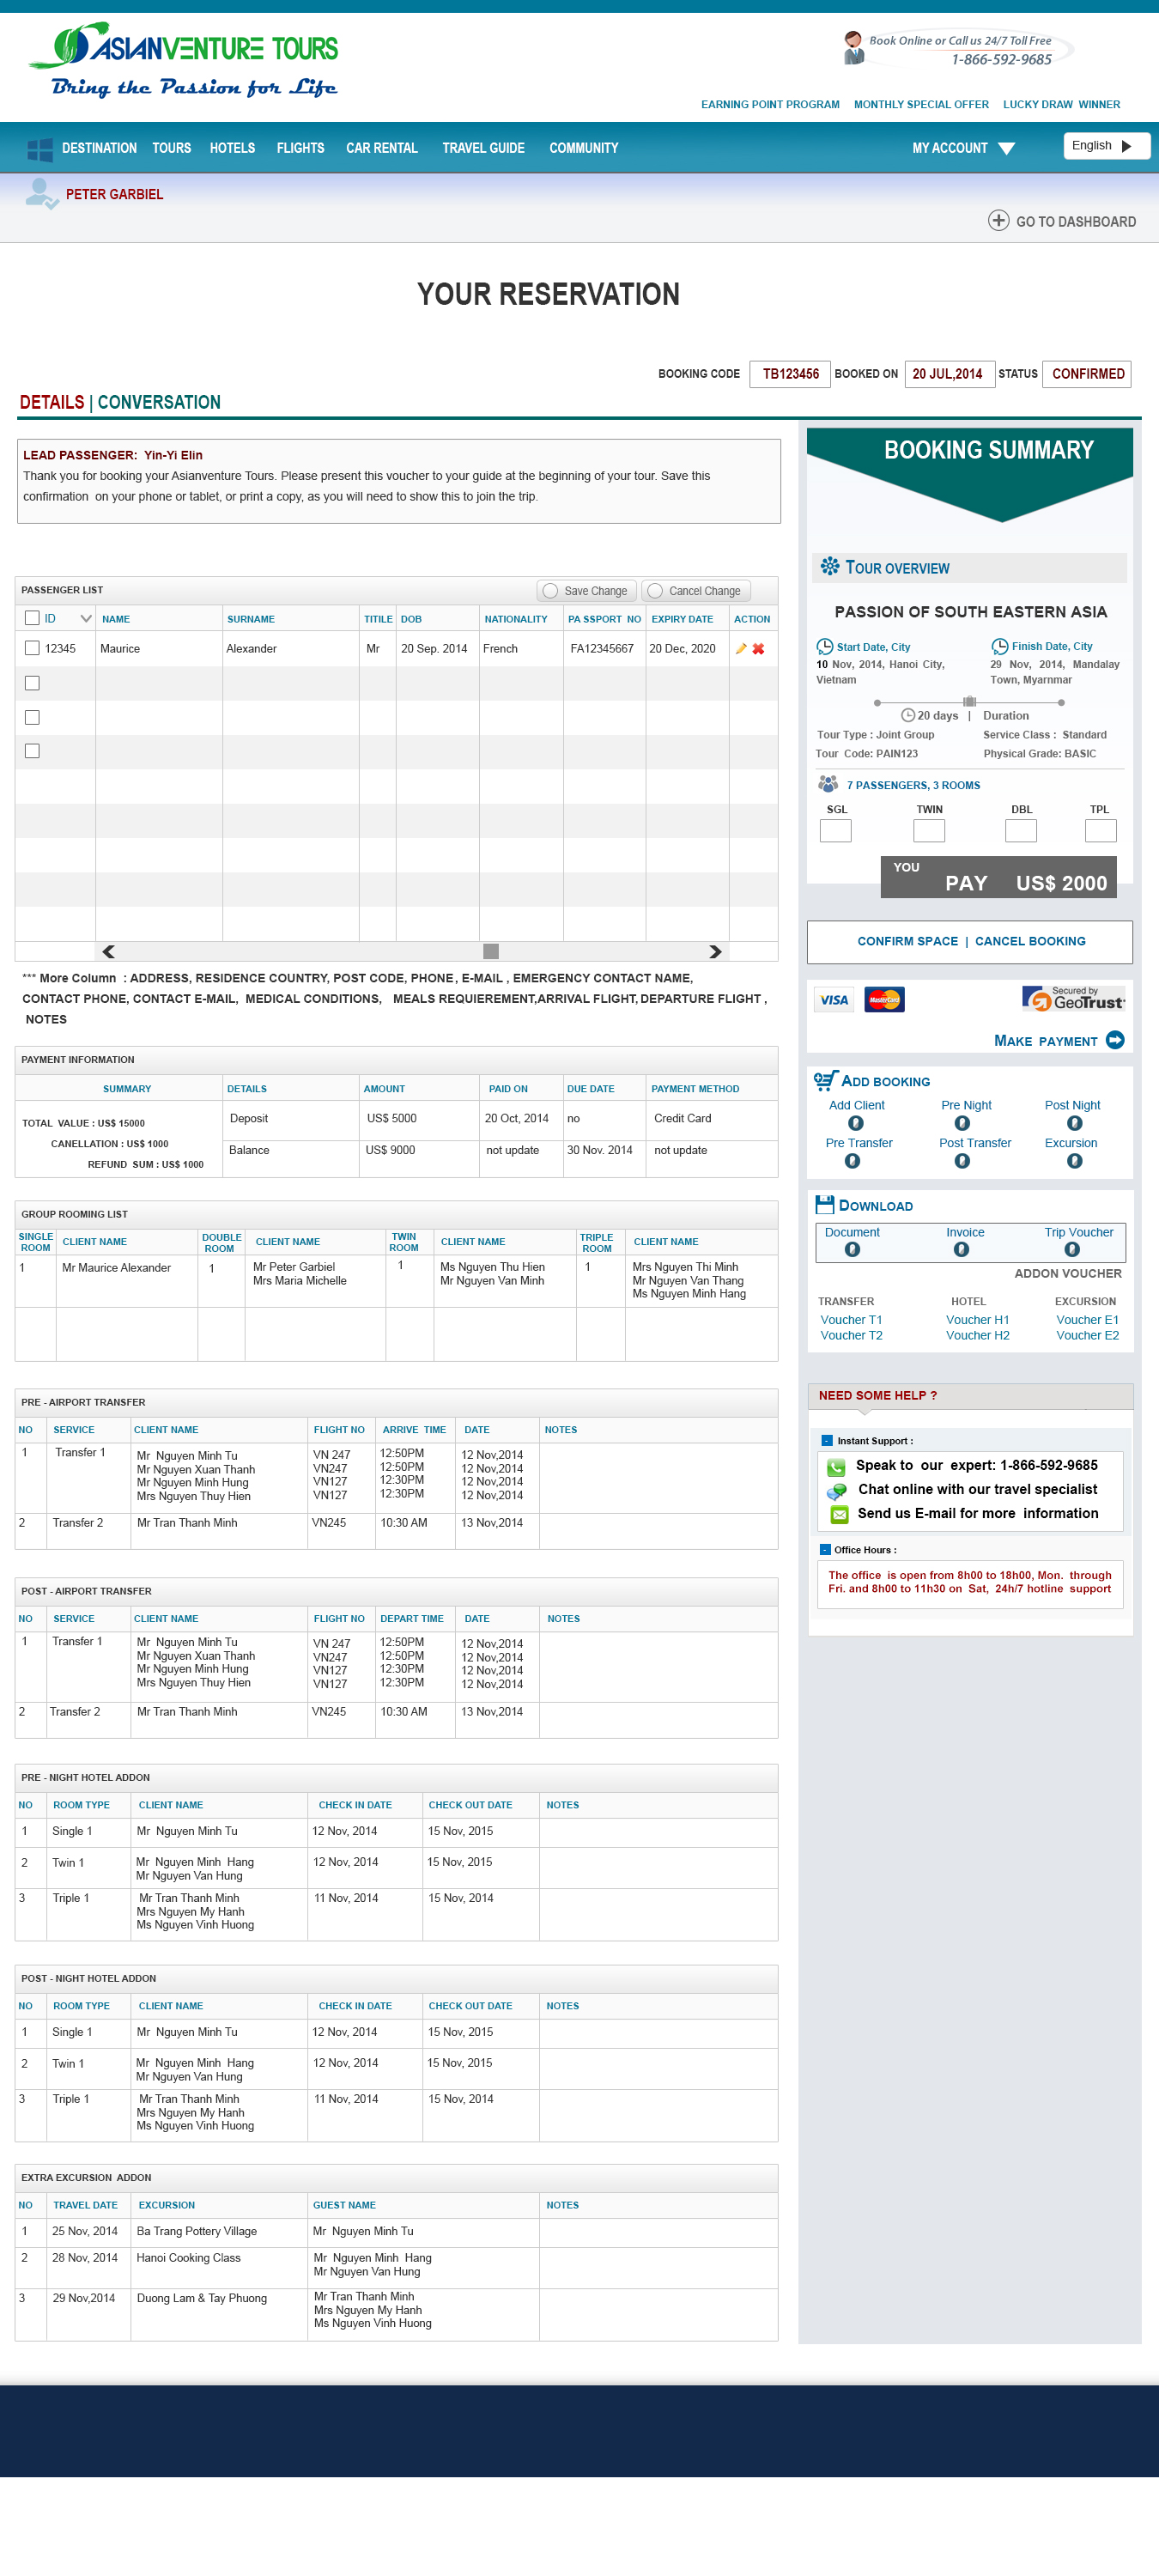 ASIANVENTURE TOURS
Bring the Passion for Life
Book Online or Call us 24/7 Toll Free
1-866-592-9685
EARNING POINT PROGRAM MONTHLY SPECIAL OFFER LUCKY DRAW WINNER
DESTINATION TOURS HOTELS FLIGHTS CAR RENTAL TRAVEL GUIDE COMMUNITY MY ACCOUNT English
PETER GARBIEL
GO TO DASHBOARD
YOUR RESERVATION
BOOKING CODE TB123456 BOOKED ON 20 JUL,2014 STATUS CONFIRMED
DETAILS | CONVERSATION
LEAD PASSENGER: Yin-Yi Elin
Thank you for booking your Asianventure Tours. Please present this voucher to your guide at the beginning of your tour. Save this
confirmation on your phone or tablet, or print a copy, as you will need to show this to join the trip.
PASSENGER LIST Save Change Cancel Change
ID NAME SURNAME TITILE DOB NATIONALITY PA SSPORT NO EXPIRY DATE ACTION
12345 Maurice Alexander Mr 20 Sep. 2014 French FA12345667 20 Dec, 2020
*** More Column : ADDRESS, RESIDENCE COUNTRY, POST CODE, PHONE, E-MAIL , EMERGENCY CONTACT NAME,
CONTACT PHONE, CONTACT E-MAIL, MEDICAL CONDITIONS, MEALS REQUIEREMENT,ARRIVAL FLIGHT, DEPARTURE FLIGHT ,
NOTES
PAYMENT INFORMATION
SUMMARY DETAILS AMOUNT PAID ON DUE DATE PAYMENT METHOD
TOTAL VALUE : US$ 15000
CANELLATION : US$ 1000
REFUND SUM : US$ 1000
Deposit US$ 5000 20 Oct, 2014 no Credit Card
Balance US$ 9000 not update 30 Nov. 2014 not update
GROUP ROOMING LIST
SINGLE ROOM CLIENT NAME DOUBLE ROOM CLIENT NAME TWIN ROOM CLIENT NAME TRIPLE ROOM CLIENT NAME
1 Mr Maurice Alexander 1 Mr Peter Garbiel 1 Ms Nguyen Thu Hien 1 Mrs Nguyen Thi Minh
Mrs Maria Michelle Mr Nguyen Van Minh Mr Nguyen Van Thang
Ms Nguyen Minh Hang
PRE - AIRPORT TRANSFER
NO SERVICE CLIENT NAME FLIGHT NO ARRIVE TIME DATE NOTES
1 Transfer 1 Mr Nguyen Minh Tu VN 247 12:50PM 12 Nov,2014
Mr Nguyen Xuan Thanh VN247 12:50PM 12 Nov,2014
Mr Nguyen Minh Hung VN127 12:30PM 12 Nov,2014
Mrs Nguyen Thuy Hien VN127 12:30PM 12 Nov,2014
2 Transfer 2 Mr Tran Thanh Minh VN245 10:30 AM 13 Nov,2014
POST - AIRPORT TRANSFER
NO SERVICE CLIENT NAME FLIGHT NO DEPART TIME DATE NOTES
1 Transfer 1 Mr Nguyen Minh Tu VN 247 12:50PM 12 Nov,2014
Mr Nguyen Xuan Thanh VN247 12:50PM 12 Nov,2014
Mr Nguyen Minh Hung VN127 12:30PM 12 Nov,2014
Mrs Nguyen Thuy Hien VN127 12:30PM 12 Nov,2014
2 Transfer 2 Mr Tran Thanh Minh VN245 10:30 AM 13 Nov,2014
PRE - NIGHT HOTEL ADDON
NO ROOM TYPE CLIENT NAME CHECK IN DATE CHECK OUT DATE NOTES
1 Single 1 Mr Nguyen Minh Tu 12 Nov, 2014 15 Nov, 2015
2 Twin 1 Mr Nguyen Minh Hang 12 Nov, 2014 15 Nov, 2015
Mr Nguyen Van Hung
3 Triple 1 Mr Tran Thanh Minh 11 Nov, 2014 15 Nov, 2014
Mrs Nguyen My Hanh
Ms Nguyen Vinh Huong
POST - NIGHT HOTEL ADDON
NO ROOM TYPE CLIENT NAME CHECK IN DATE CHECK OUT DATE NOTES
1 Single 1 Mr Nguyen Minh Tu 12 Nov, 2014 15 Nov, 2015
2 Twin 1 Mr Nguyen Minh Hang 12 Nov, 2014 15 Nov, 2015
Mr Nguyen Van Hung
3 Triple 1 Mr Tran Thanh Minh 11 Nov, 2014 15 Nov, 2014
Mrs Nguyen My Hanh
Ms Nguyen Vinh Huong
EXTRA EXCURSION ADDON
NO TRAVEL DATE EXCURSION GUEST NAME NOTES
1 25 Nov, 2014 Ba Trang Pottery Village Mr Nguyen Minh Tu
2 28 Nov, 2014 Hanoi Cooking Class Mr Nguyen Minh Hang
Mr Nguyen Van Hung
3 29 Nov,2014 Duong Lam & Tay Phuong Mr Tran Thanh Minh
Mrs Nguyen My Hanh
Ms Nguyen Vinh Huong
BOOKING SUMMARY
TOUR OVERVIEW
PASSION OF SOUTH EASTERN ASIA
Start Date, City Finish Date, City
10 Nov, 2014, Hanoi City, 29 Nov, 2014, Mandalay
Vietnam Town, Myarnmar
20 days | Duration
Tour Type : Joint Group Service Class : Standard
Tour Code: PAIN123 Physical Grade: BASIC
7 PASSENGERS, 3 ROOMS
SGL TWIN DBL TPL
YOU
PAY US$ 2000
CONFIRM SPACE | CANCEL BOOKING
VISA MasterCard Secured by GeoTrust
MAKE PAYMENT
ADD BOOKING
Add Client Pre Night Post Night
0 0 0
Pre Transfer Post Transfer Excursion
0 0 0
DOWNLOAD
Document Invoice Trip Voucher
0 0 0
ADDON VOUCHER
TRANSFER HOTEL EXCURSION
Voucher T1 Voucher H1 Voucher E1
Voucher T2 Voucher H2 Voucher E2
NEED SOME HELP ?
- Instant Support :
Speak to our expert: 1-866-592-9685
Chat online with our travel specialist
Send us E-mail for more information
- Office Hours :
The office is open from 8h00 to 18h00, Mon. through
Fri. and 8h00 to 11h30 on Sat, 24h/7 hotline support